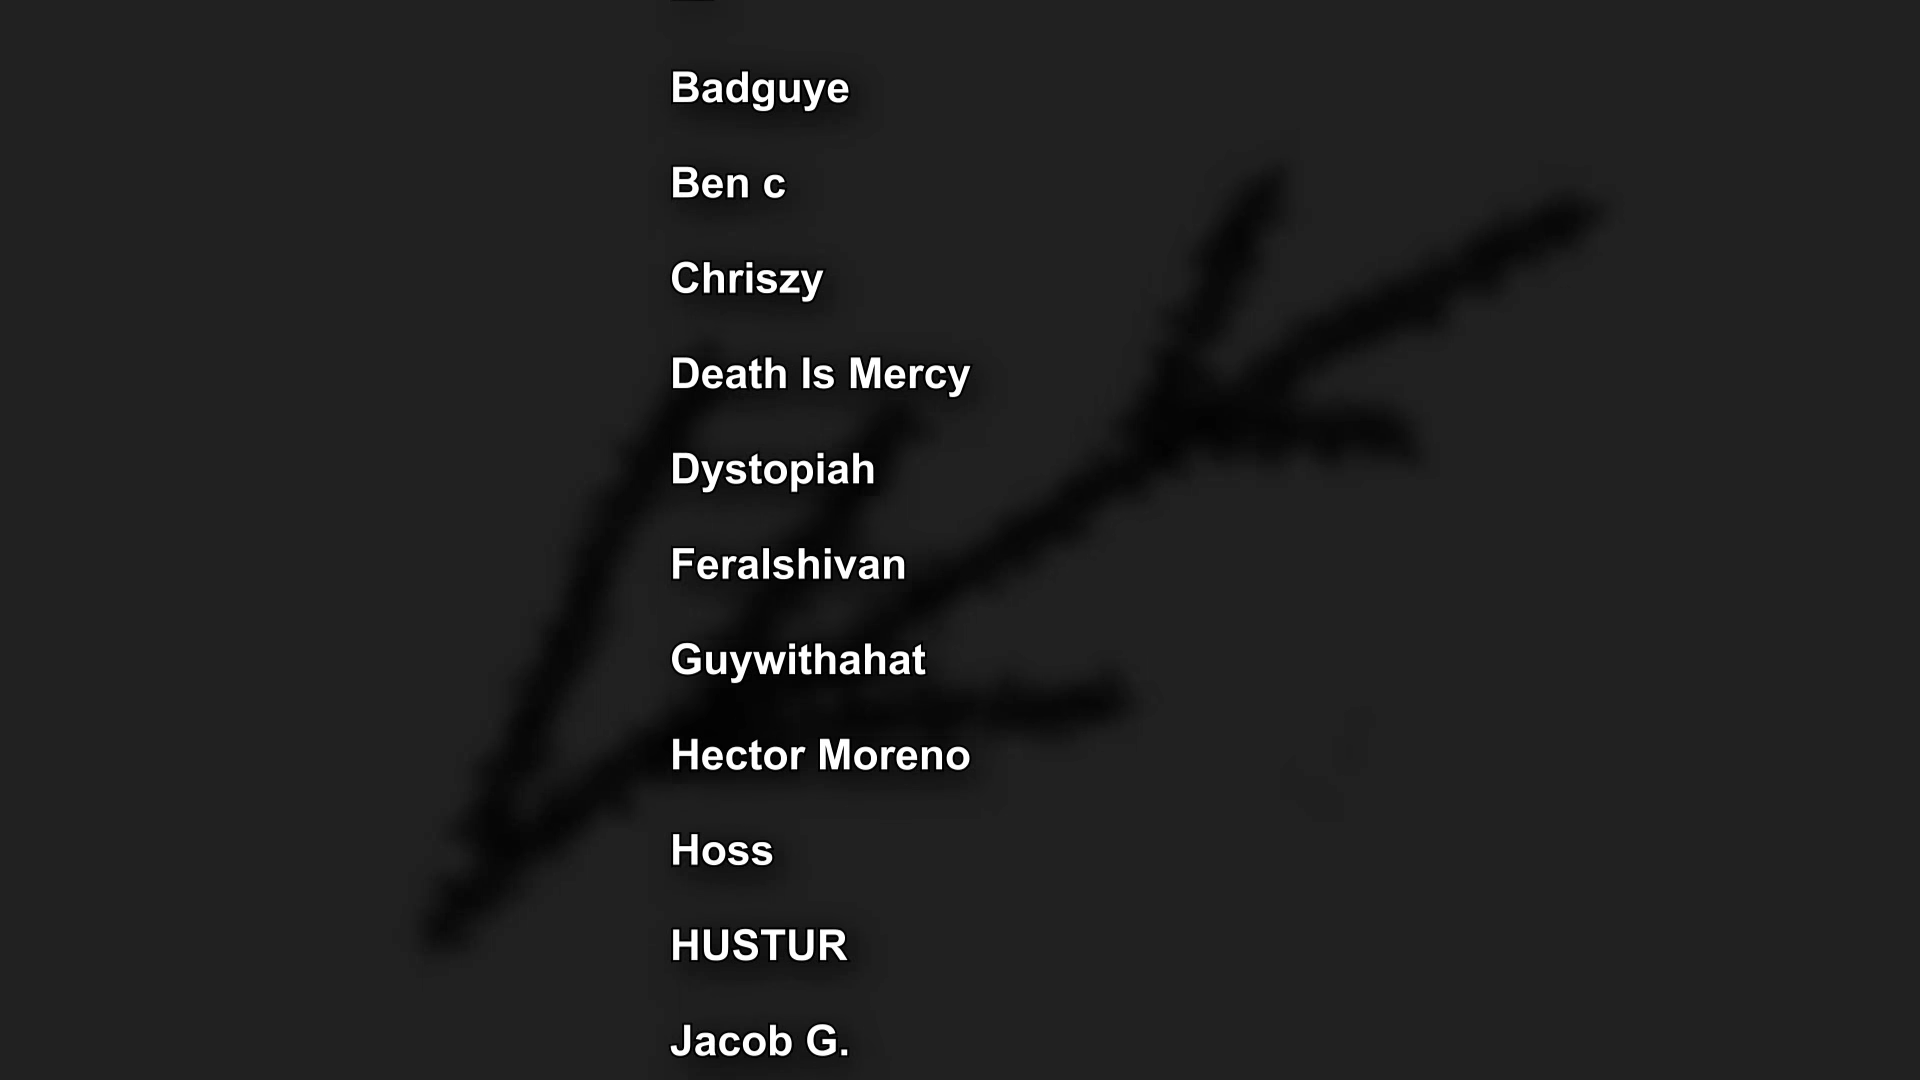 Badguye
Ben c
Chriszy
Death Is Mercy
Dystopiah
Feralshivan
Guywithahat
Hector Moreno
Hoss
HUSTUR
Jacob G.